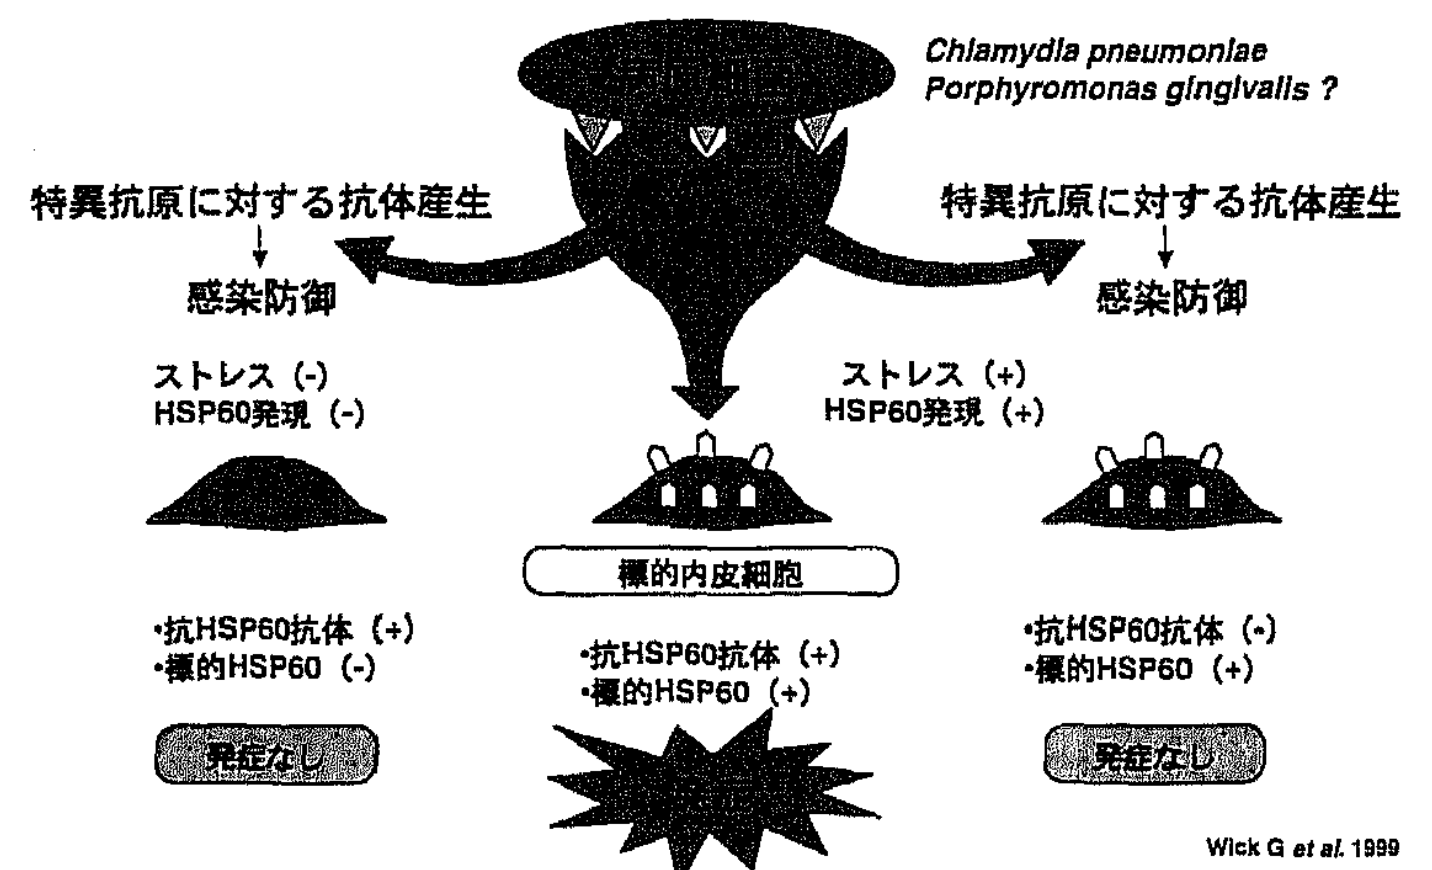 Chlamydia pneumoniae
Porphyromonas gingivalis ?
特異抗原に対する抗体産生
特異抗原に対する抗体産生
感染防御
感染防御
ストレス (-)
HSP60発現 (-)
ストレス (+)
HSP60発現 (+)
標的内皮細胞
・抗HSP60抗体 (+)
・標的HSP60 (-)
・抗HSP60抗体 (+)
・標的HSP60 (+)
・抗HSP60抗体 (-)
・標的HSP60 (+)
発症なし
発症なし
Wick G et al. 1999